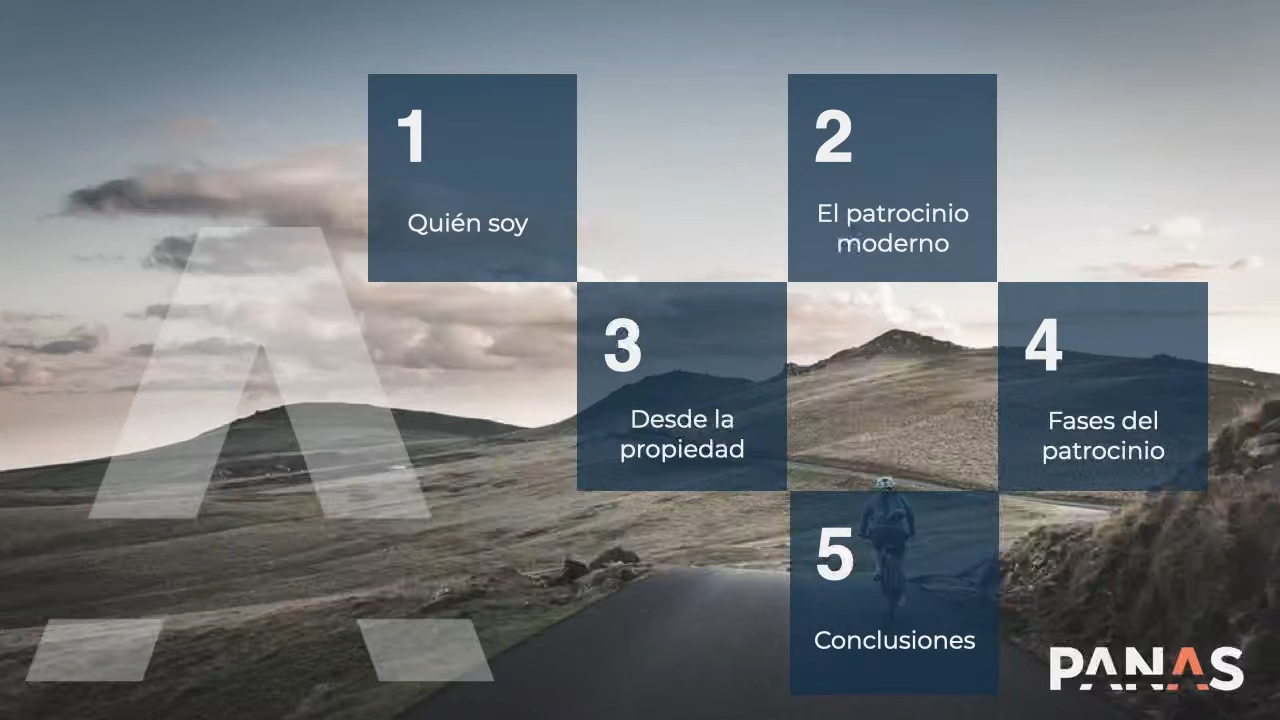 1
Quién soy
2
El patrocinio
moderno
3
Desde la
propiedad
4
Fases del
patrocinio
5
Conclusiones
PANAS